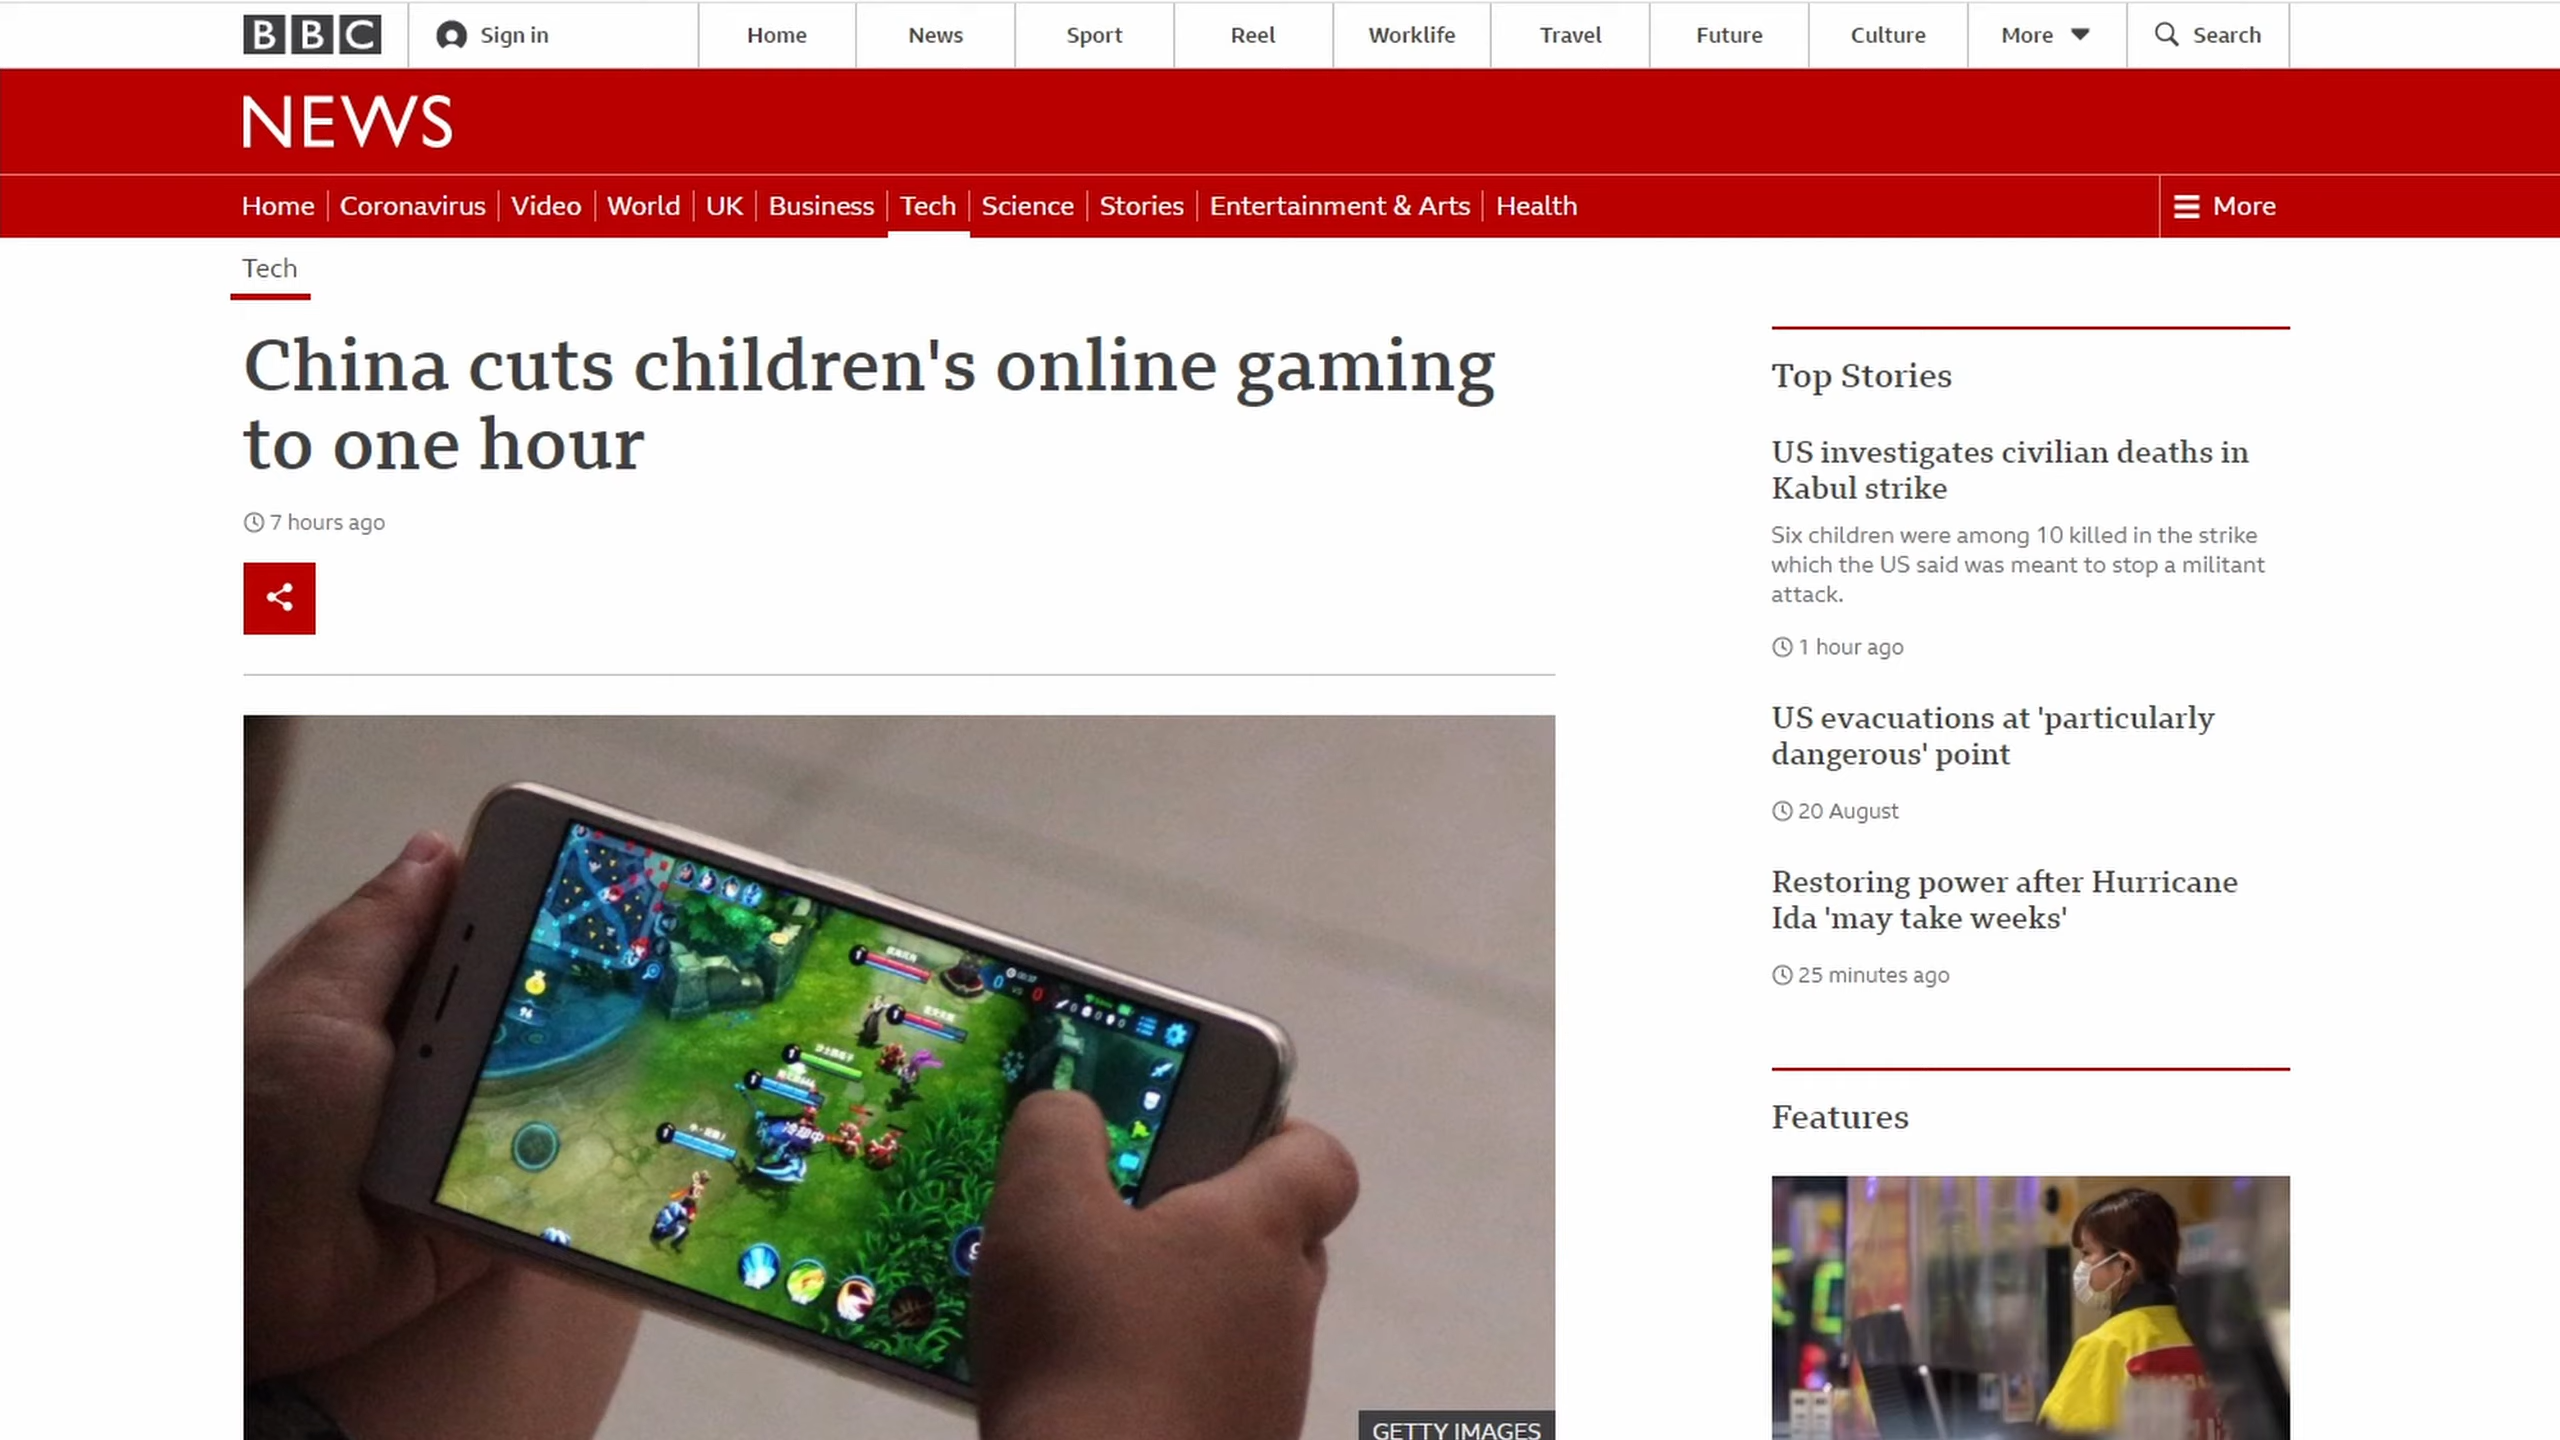 BBC
Sign in
Home
News
Sport
Reel
Worklife
Travel
Future
Culture
More
Search
NEWS
Home
Coronavirus
Video
World
UK
Business
Tech
Science
Stories
Entertainment & Arts
Health
More
Tech
China cuts children's online gaming
to one hour
7 hours ago
冷却中
96
GETTY IMAGES
Top Stories
US investigates civilian deaths in
Kabul strike
Six children were among 10 killed in the strike
which the US said was meant to stop a militant
attack.
1 hour ago
US evacuations at 'particularly
dangerous' point
20 August
Restoring power after Hurricane
Ida 'may take weeks'
25 minutes ago
Features